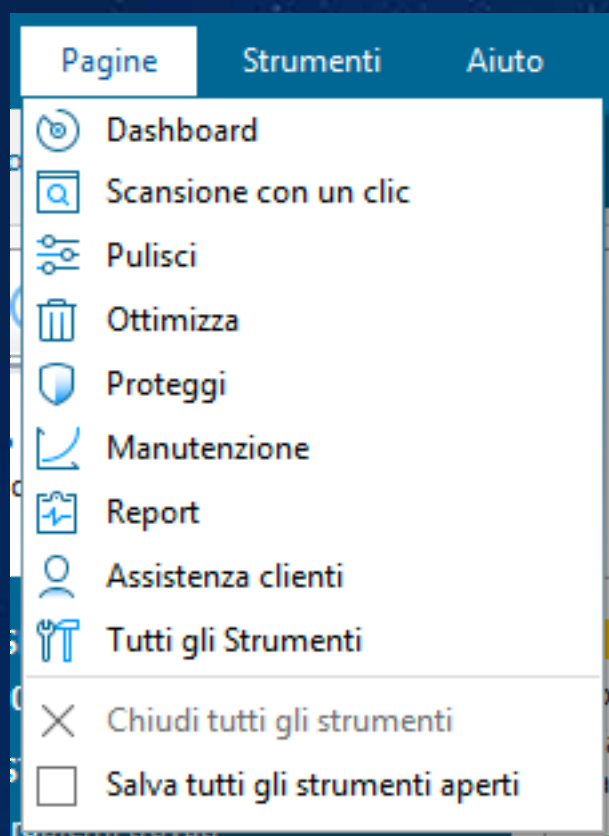 Pagine Strumenti Aiuto
Dashboard
Scansione con un clic
Pulisci
Ottimizza
Proteggi
Manutenzione
Report
Assistenza clienti
Tutti gli Strumenti
Chiudi tutti gli strumenti
Salva tutti gli strumenti aperti